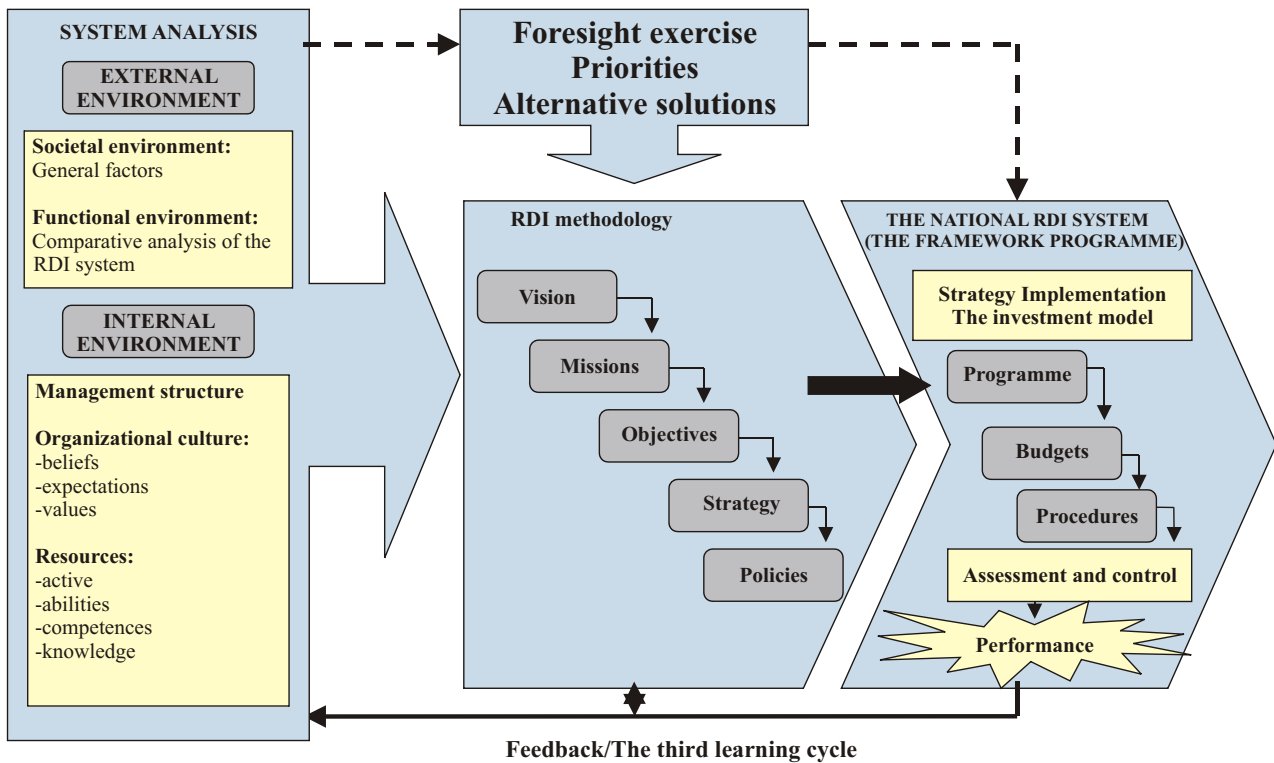 SYSTEM ANALYSIS
EXTERNAL
ENVIRONMENT
Societal environment:
General factors
Functional environment:
Comparative analysis of the
RDI system
INTERNAL
ENVIRONMENT
Management structure
Organizational culture:
-beliefs
-expectations
-values
Resources:
-active
-abilities
-competences
-knowledge
Foresight exercise
Priorities
Alternative solutions
RDI methodology
Vision
Missions
Objectives
Strategy
Policies
THE NATIONAL RDI SYSTEM
(THE FRAMEWORK PROGRAMME)
Strategy Implementation
The investment model
Programme
Budgets
Procedures
Assessment and control
Performance
Feedback/The third learning cycle